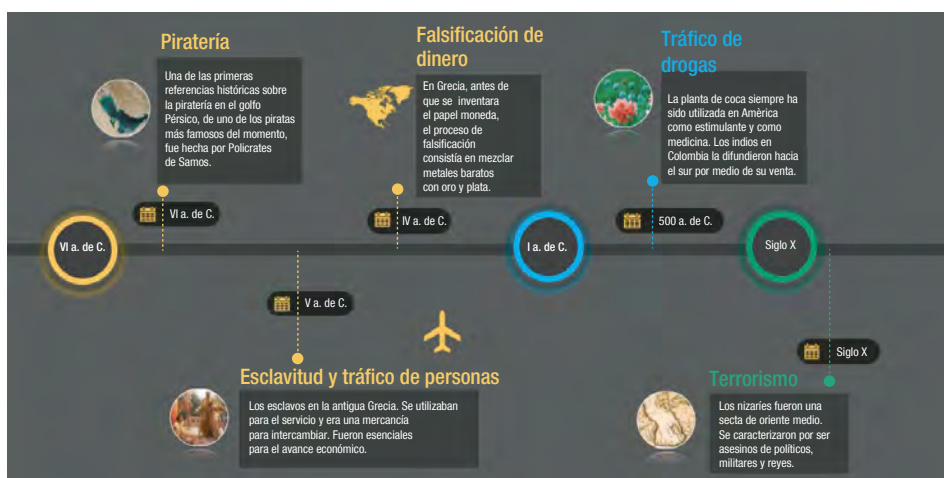 Piratería
Una de las primeras
referencias históricas sobre
la piratería en el golfo
Pérsico, de uno de los piratas
más famosos del momento,
fue hecha por Policrates
de Samos.
VI a. de C.
Falsificación de
dinero
En Grecia, antes de
que se inventara
el papel moneda,
el proceso de
falsificación
consistía en mezclar
metales baratos
con oro y plata.
IV a. de C.
Tráfico de
drogas
La planta de coca siempre ha
sido utilizada en Amèrica
como estimulante y como
medicina. Los indios en
Colombia la difundieron hacia
el sur por medio de su venta.
500 a. de C.
VI a. de C.
I a. de C.
Siglo X
V a. de C.
Esclavitud y tráfico de personas
Los esclavos en la antigua Grecia. Se utilizaban
para el servicio y era una mercancía
para intercambiar. Fueron esenciales
para el avance económico.
Siglo X
Terrorismo
Los nizaríes fueron una
secta de oriente medio.
Se caracterizaron por ser
asesinos de políticos,
militares y reyes.